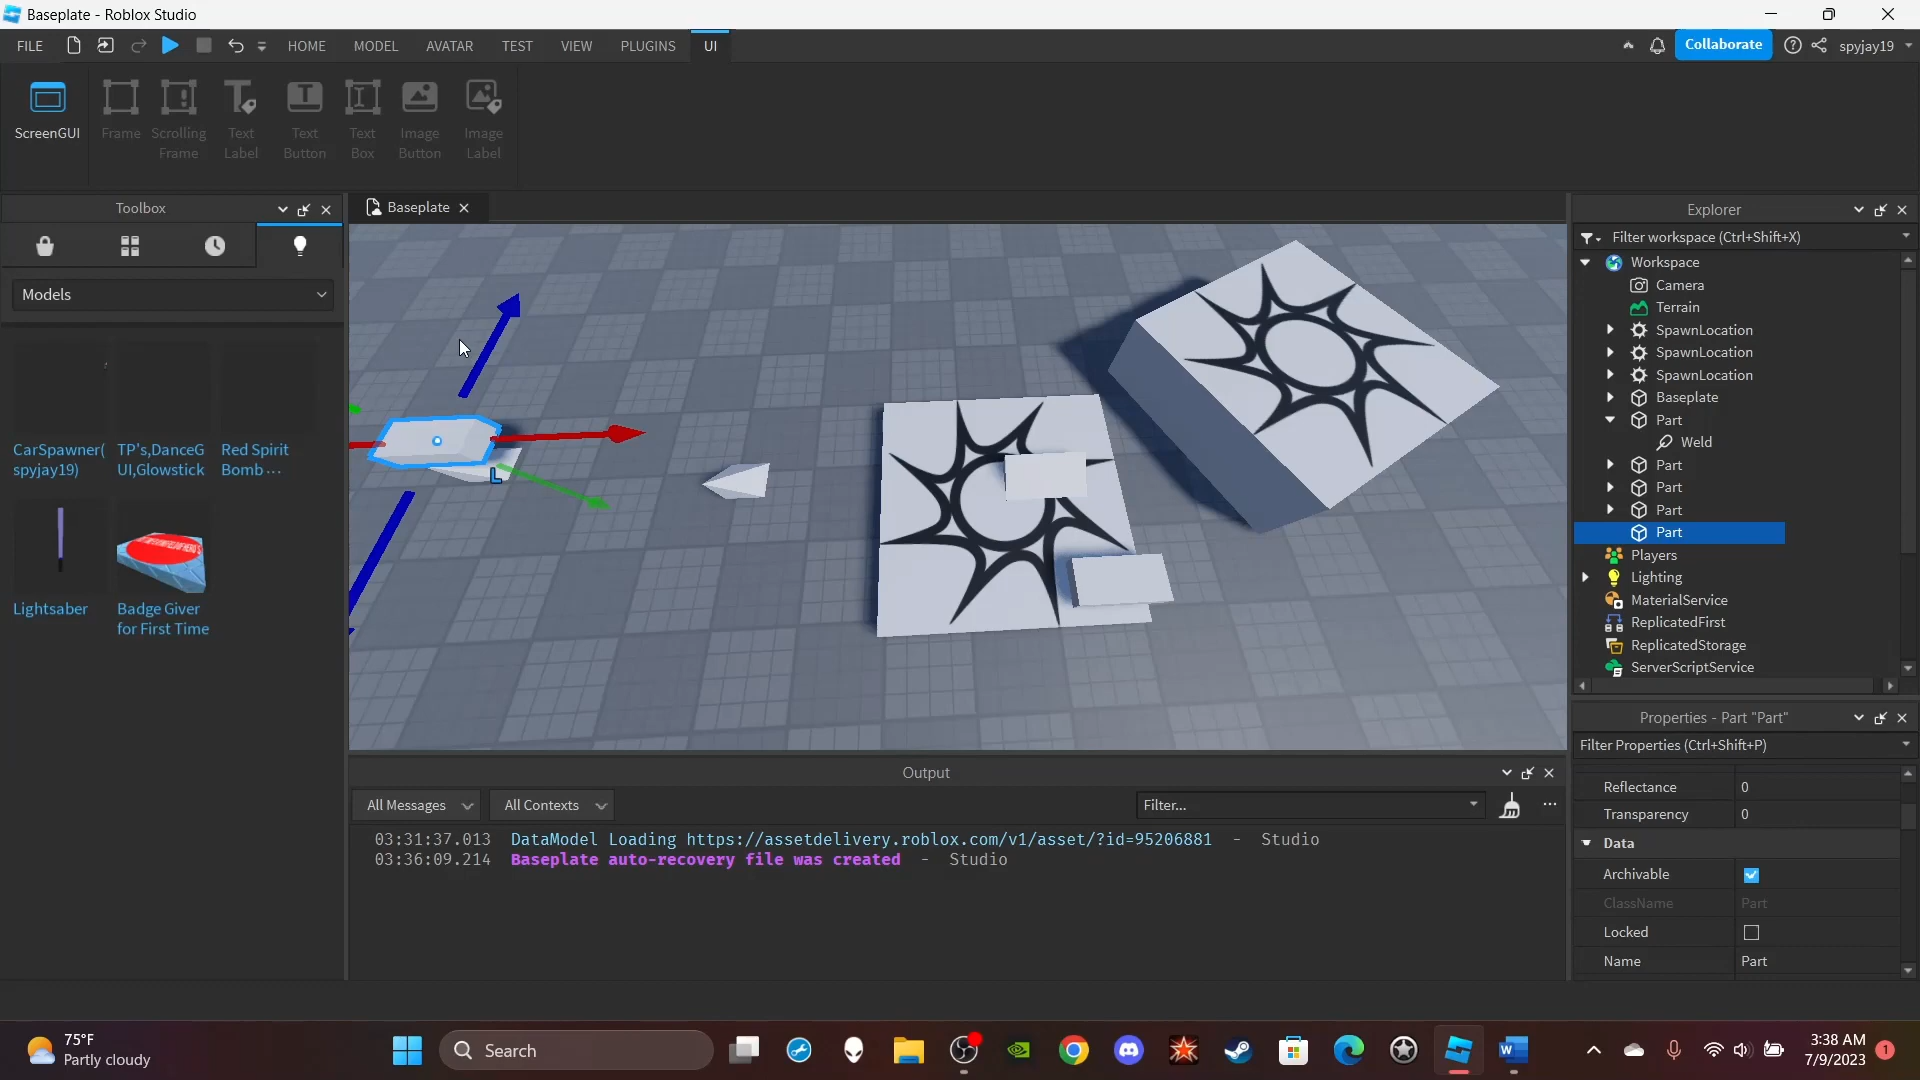 Baseplate - Roblox Studio
FILE HOME MODEL AVATAR TEST VIEW PLUGINS UI Collaborate spyjay19
ScreenGUI Frame Scrolling Frame Text Label Text Button Text Box Image Button Image Label
Toolbox
Baseplate
Explorer
Filter workspace (Ctrl+Shift+X)
Models
Workspace
Camera
Terrain
SpawnLocation
SpawnLocation
SpawnLocation
Baseplate
Part
Weld
Part
Part
Part
Part
Players
Lighting
MaterialService
ReplicatedFirst
ReplicatedStorage
ServerScriptService
CarSpawner(
spyjay19)
TP's,DanceG
UI,Glowstick
Red Spirit
Bomb ...
Lightsaber
Badge Giver
for First Time
L
Properties - Part "Part"
Filter Properties (Ctrl+Shift+P)
Reflectance 0
Transparency 0
Data
Archivable
ClassName Part
Locked
Name Part
Output
All Messages All Contexts Filter...
03:31:37.013 DataModel Loading https://assetdelivery.roblox.com/v1/asset/?id=95206881 - Studio
03:36:09.214 Baseplate auto-recovery file was created - Studio
75°F
Partly cloudy
Search
3:38 AM
7/9/2023
1